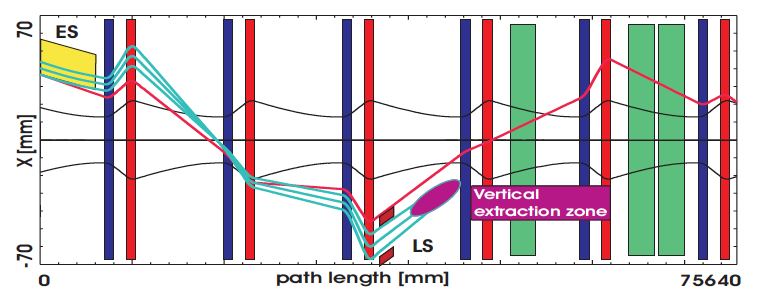 70
ES
X [mm]
Vertical
extraction zone
LS
-70
0
path length [mm]
75640